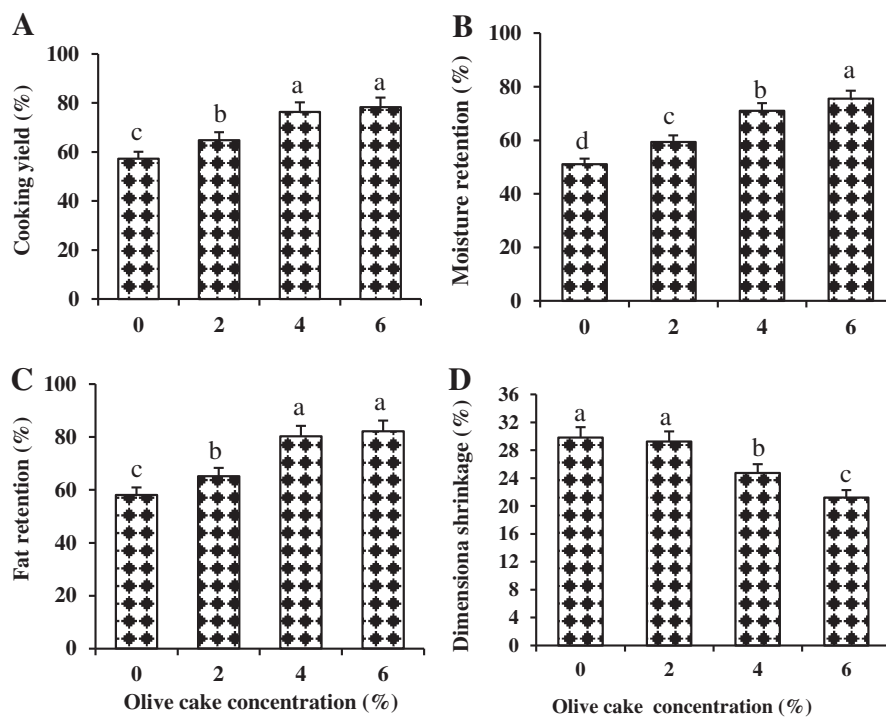 A
Cooking yield (%)
100
80
60
40
20
0
c
b
a
a
0 2 4 6
B
Moisture retention (%)
100
80
60
40
20
0
d
c
b
a
0 2 4 6
C
Fat retention (%)
100
80
60
40
20
0
c
b
a
a
0 2 4 6
Olive cake concentration (%)
D
Dimensiona shrinkage (%)
36
32
28
24
20
16
12
8
4
0
a
a
b
c
0 2 4 6
Olive cake concentration (%)